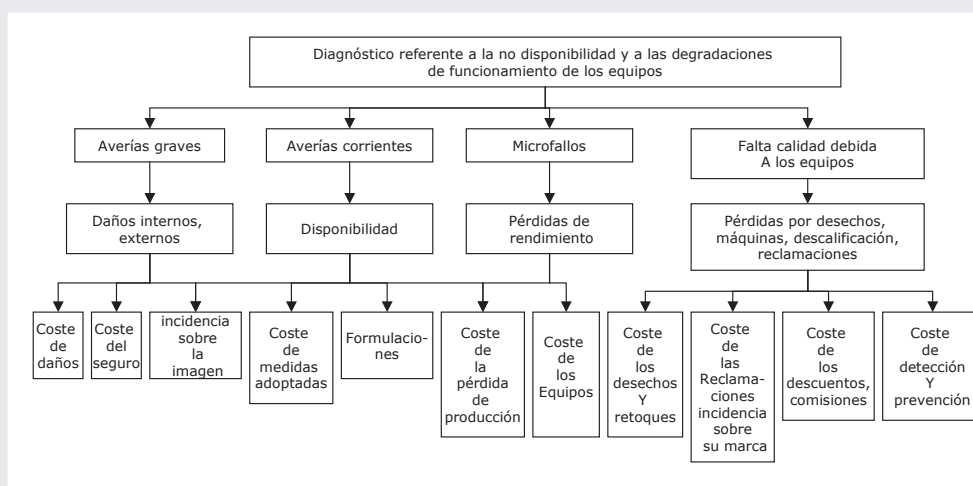 Diagnóstico referente a la no disponibilidad y a las degradaciones
de funcionamiento de los equipos
Averías graves
Averías corrientes
Microfallos
Falta calidad debida
A los equipos
Daños internos,
externos
Disponibilidad
Pérdidas de
rendimiento
Pérdidas por desechos,
máquinas, descalificación,
reclamaciones
Coste
de
daños
Coste
del
seguro
incidencia
sobre
la
imagen
Coste
de
medidas
adoptadas
Formulacio-
nes
Coste
de
la
pérdida
de
producción
Coste
de
los
Equipos
Coste
de
los
desechos
Y
retoques
Coste
de
las
Reclama-
ciones
incidencia
sobre
su marca
Coste
de
los
descuentos,
comisiones
Coste
de
detección
Y
prevención